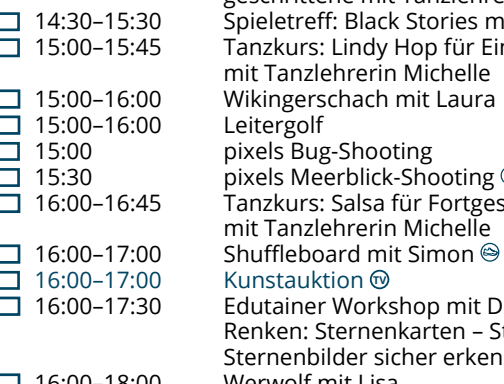 14:30–15:30 Spieletreff: Black Stories
15:00–15:45 Tanzkurs: Lindy Hop für
mit Tanzlehrerin Michelle
15:00–16:00 Wikingerschach mit Laura
15:00–16:00 Leitergolf
15:00 pixels Bug-Shooting
15:30 pixels Meerblick-Shooting
16:00–16:45 Tanzkurs: Salsa für
mit Tanzlehrerin Michelle
16:00–17:00 Shuffleboard mit Simon
16:00–17:00 Kunstauktion TV
16:00–17:30 Edutainer Workshop mit
Renken: Sternenkarten –
Sternbilder sicher
16:00–18:00 Werwolf mit Lisa